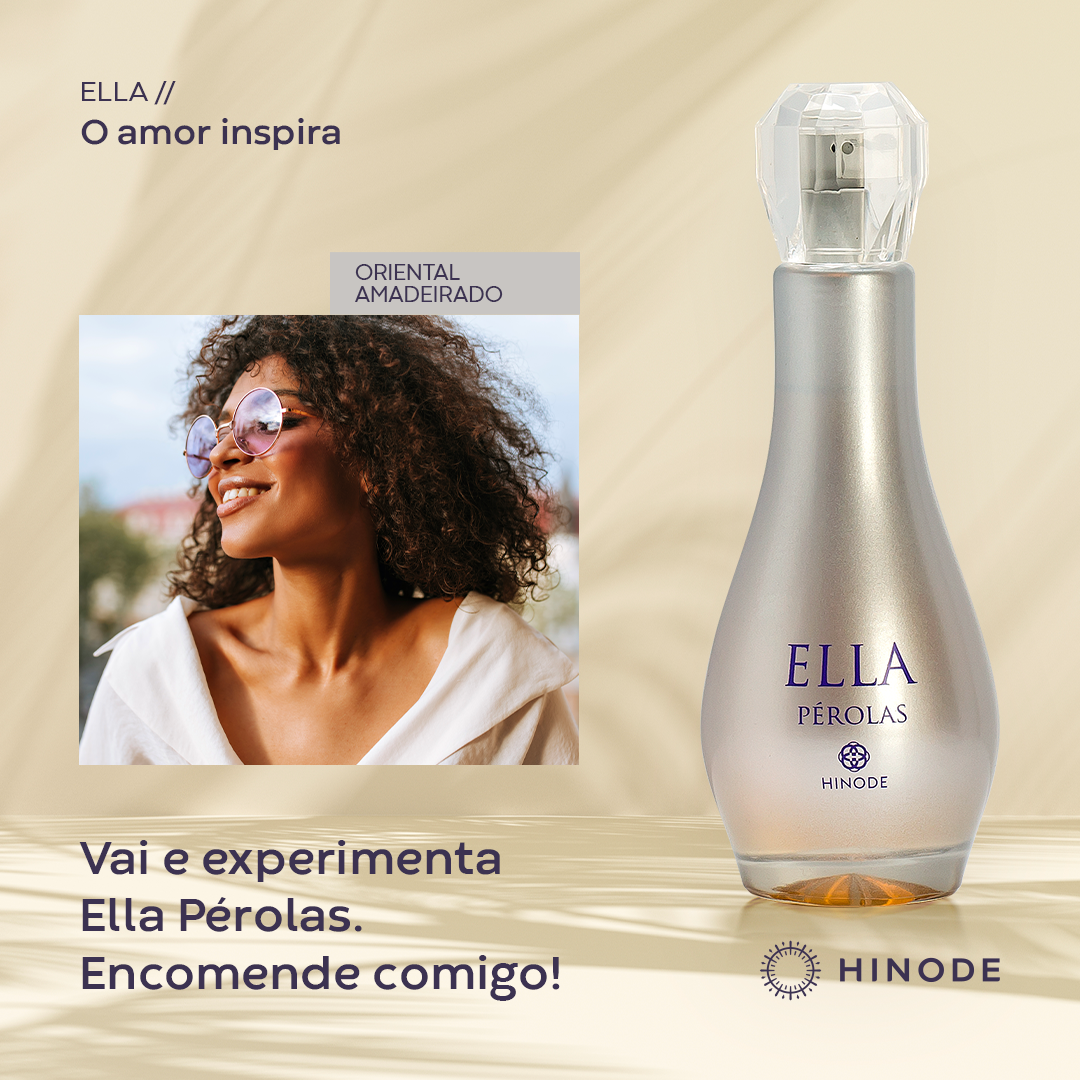 ELLA //
O amor inspira
ORIENTAL
AMADEIRADO
ELLA
PÉROLAS
HINODE
Vai e experimenta
Ella Pérolas.
Encomende comigo!
HINODE